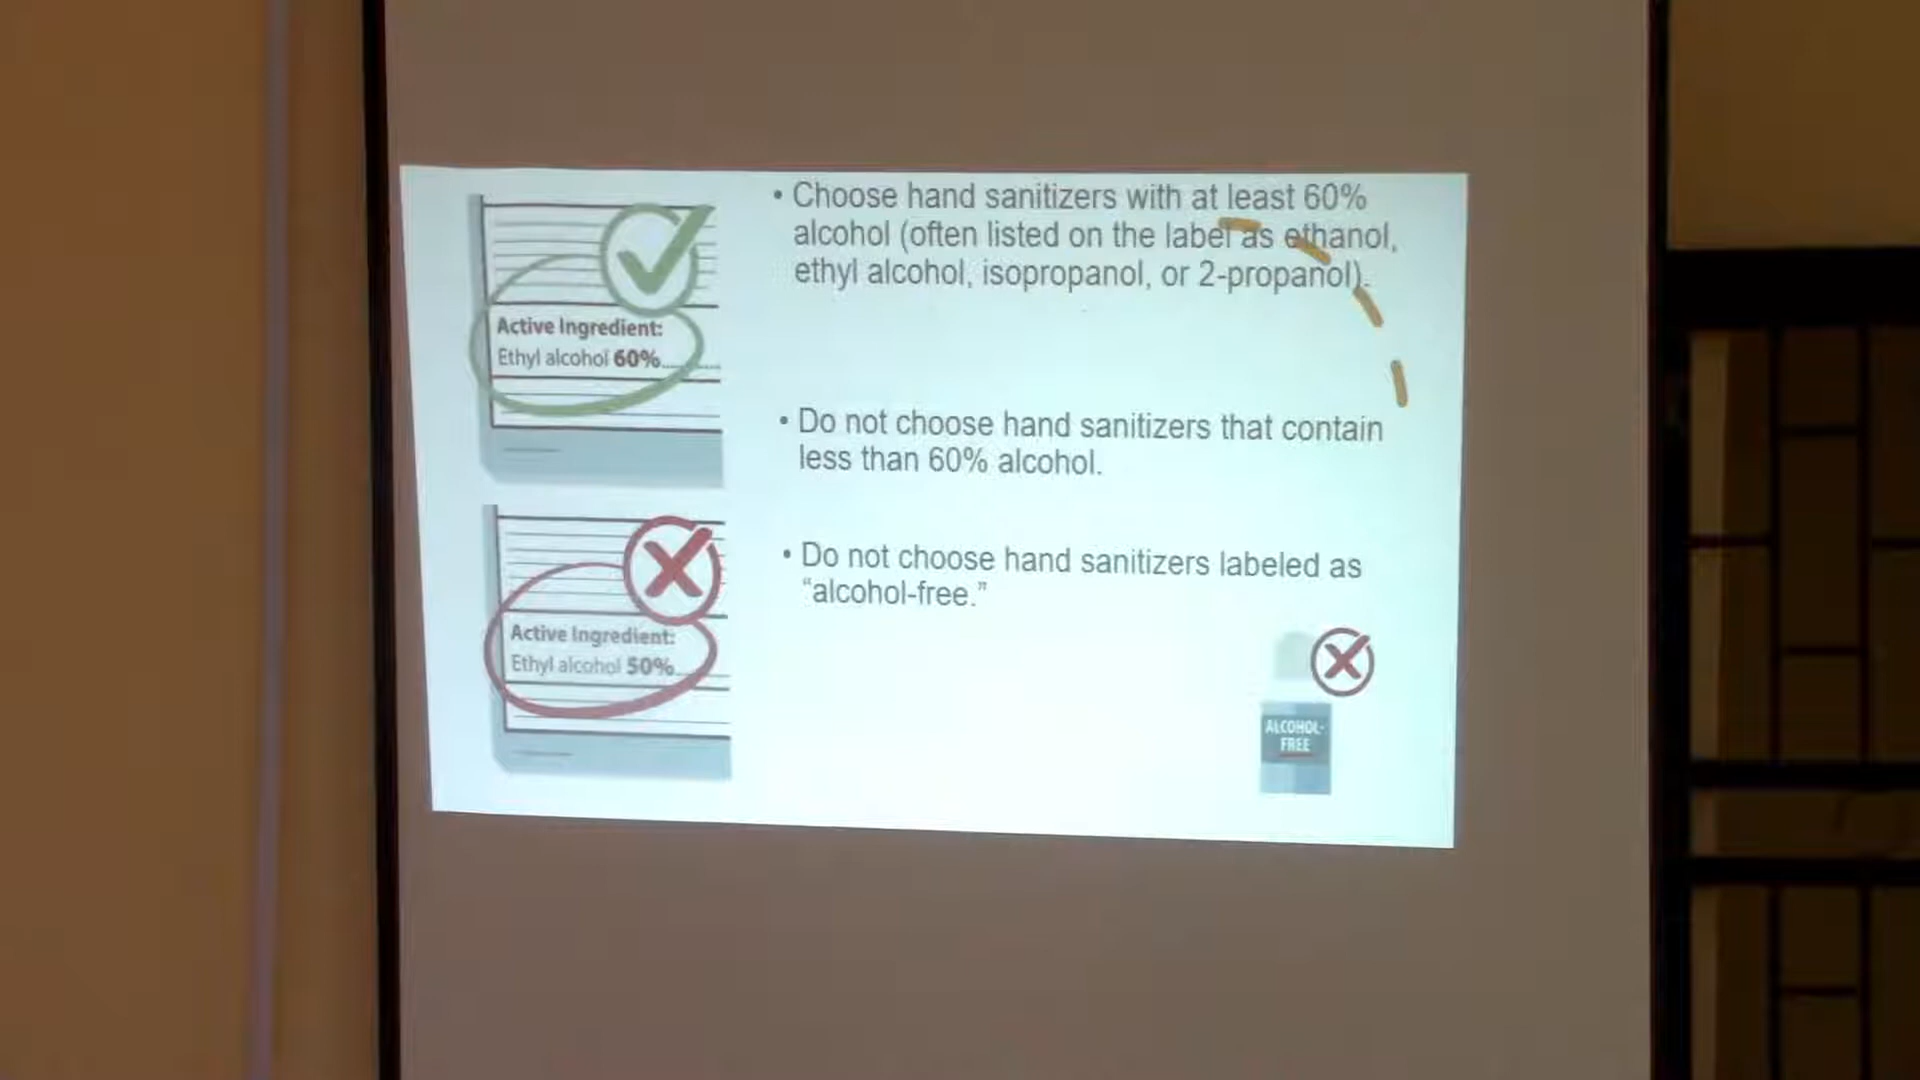 • Choose hand sanitizers with at least 60%
alcohol (often listed on the label as ethanol,
ethyl alcohol, isopropanol, or 2-propanol).
Active Ingredient:
Ethyl alcohol 60%
• Do not choose hand sanitizers that contain
less than 60% alcohol.
• Do not choose hand sanitizers labeled as
“alcohol-free.”
Active Ingredient:
Ethyl alcohol 50%
ALCOHOL-
FREE